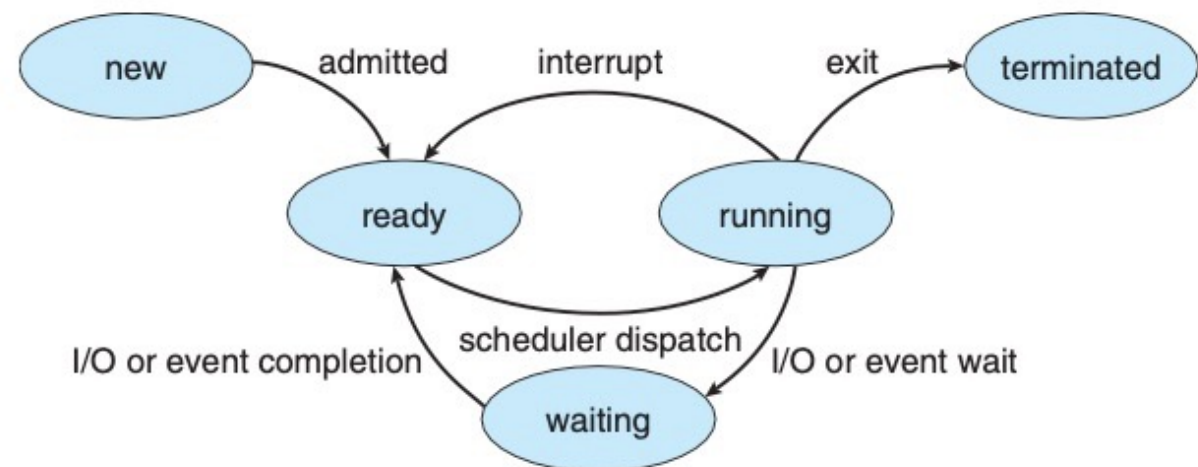 new
admitted
interrupt
exit
terminated
ready
running
I/O or event completion
scheduler dispatch
I/O or event wait
waiting